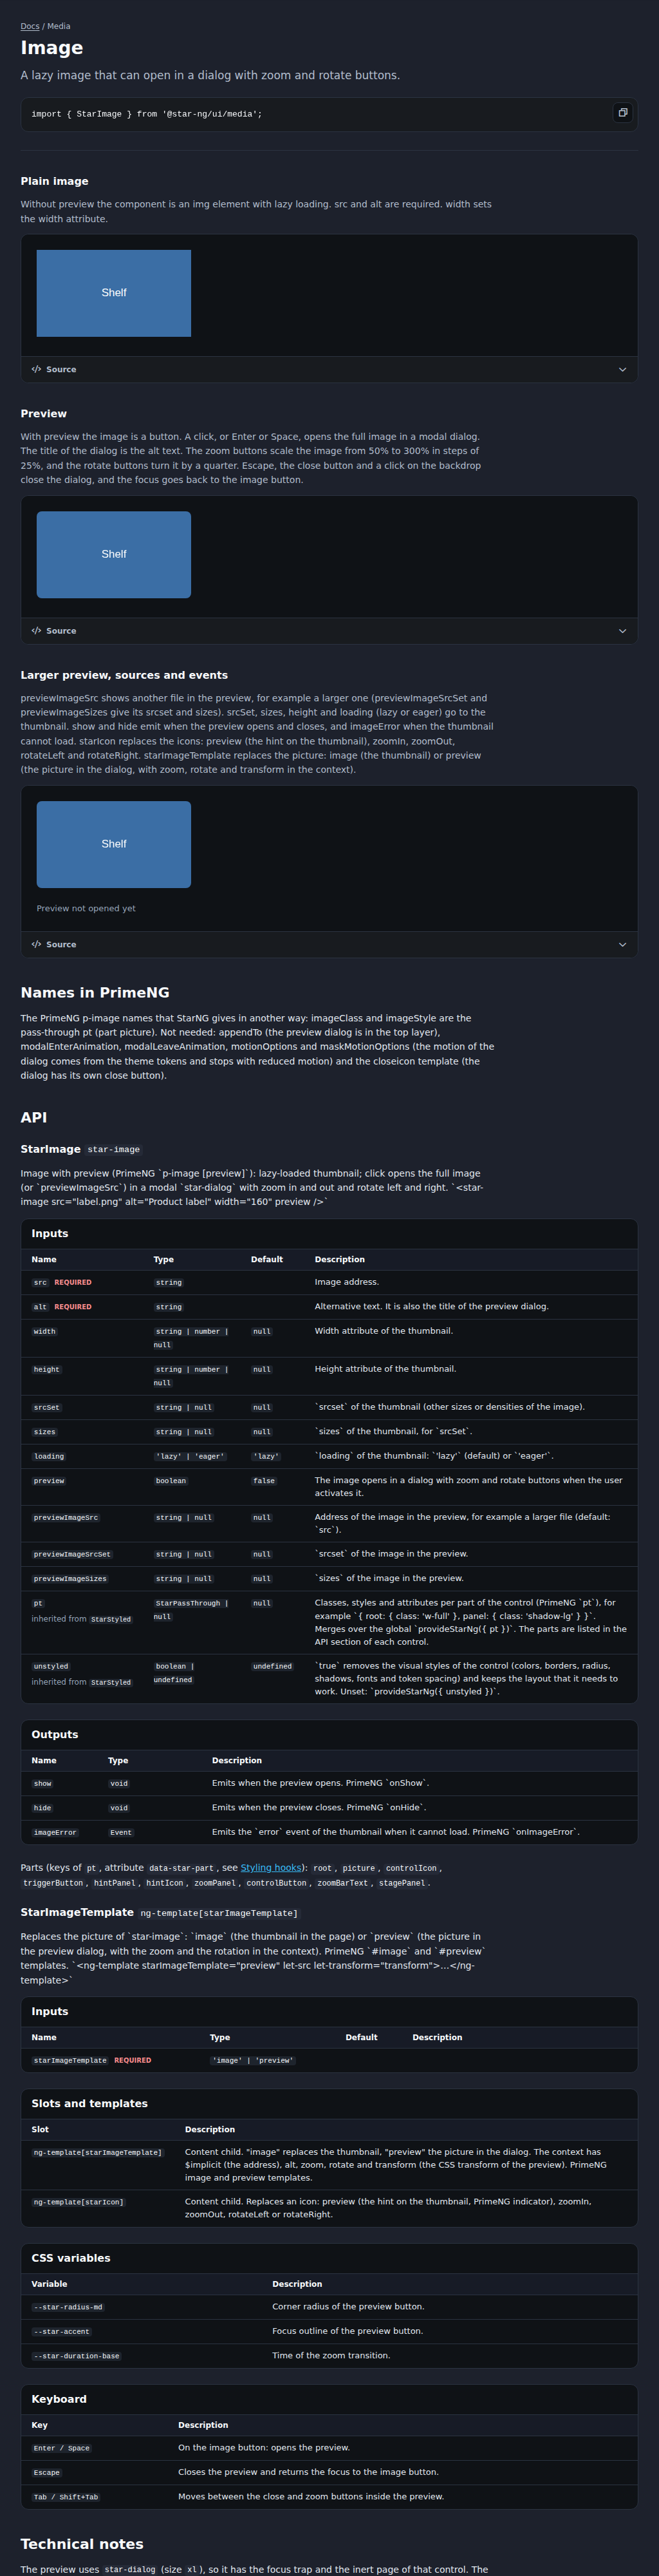 Docs / Media
Image
A lazy image that can open in a dialog with zoom and rotate buttons.
import { StarImage } from '@star-ng/ui/media';
Plain image
Without preview the component is an img element with lazy loading. src and alt are required. width sets
the width attribute.
Shelf
Source
Preview
With preview the image is a button. A click, or Enter or Space, opens the full image in a modal dialog.
The title of the dialog is the alt text. The zoom buttons scale the image from 50% to 300% in steps of
25%, and the rotate buttons turn it by a quarter. Escape, the close button and a click on the backdrop
close the dialog, and the focus goes back to the image button.
Shelf
Source
Larger preview, sources and events
previewImageSrc shows another file in the preview, for example a larger one (previewImageSrcSet and
previewImageSizes give its srcset and sizes). srcSet, sizes, height and loading (lazy or eager) go to the
thumbnail. show and hide emit when the preview opens and closes, and imageError when the thumbnail
cannot load. starIcon replaces the icons: preview (the hint on the thumbnail), zoomIn, zoomOut,
rotateLeft and rotateRight. starImageTemplate replaces the picture: image (the thumbnail) or preview
(the picture in the dialog, with zoom, rotate and transform in the context).
Shelf
Preview not opened yet
Source
Names in PrimeNG
The PrimeNG p-image names that StarNG gives in another way: imageClass and imageStyle are the
pass-through pt (part picture). Not needed: appendTo (the preview dialog is in the top layer),
modalEnterAnimation, modalLeaveAnimation, motionOptions and maskMotionOptions (the motion of the
dialog comes from the theme tokens and stops with reduced motion) and the closeicon template (the
dialog has its own close button).
API
StarImage star-image
Image with preview (PrimeNG `p-image [preview]`): lazy-loaded thumbnail; click opens the full image
(or `previewImageSrc`) in a modal `star-dialog` with zoom in and out and rotate left and right. `<star-
image src="label.png" alt="Product label" width="160" preview />`
Inputs
Name Type Default Description
src REQUIRED string Image address.
alt REQUIRED string Alternative text. It is also the title of the preview dialog.
width string | number | null Width attribute of the thumbnail.
null
height string | number | null Height attribute of the thumbnail.
null
srcSet string | null null `srcset` of the thumbnail (other sizes or densities of the image).
sizes string | null null `sizes` of the thumbnail, for `srcSet`.
loading 'lazy' | 'eager' 'lazy' `loading` of the thumbnail: `'lazy'` (default) or `'eager'`.
preview boolean false The image opens in a dialog with zoom and rotate buttons when the user
activates it.
previewImageSrc string | null null Address of the image in the preview, for example a larger file (default:
`src`).
previewImageSrcSet string | null null `srcset` of the image in the preview.
previewImageSizes string | null null `sizes` of the image in the preview.
pt StarPassThrough | null Classes, styles and attributes per part of the control (PrimeNG `pt`), for
inherited from StarStyled null example `{ root: { class: 'w-full' }, panel: { class: 'shadow-lg' } }`.
Merges over the global `provideStarNg({ pt })`. The parts are listed in the
API section of each control.
unstyled boolean | undefined `true` removes the visual styles of the control (colors, borders, radius,
inherited from StarStyled undefined shadows, fonts and token spacing) and keeps the layout that it needs to
work. Unset: `provideStarNg({ unstyled })`.
Outputs
Name Type Description
show void Emits when the preview opens. PrimeNG `onShow`.
hide void Emits when the preview closes. PrimeNG `onHide`.
imageError Event Emits the `error` event of the thumbnail when it cannot load. PrimeNG `onImageError`.
Parts (keys of pt, attribute data-star-part, see Styling hooks): root, picture, controlIcon,
triggerButton, hintPanel, hintIcon, zoomPanel, controlButton, zoomBarText, stagePanel.
StarImageTemplate ng-template[starImageTemplate]
Replaces the picture of `star-image`: `image` (the thumbnail in the page) or `preview` (the picture in
the preview dialog, with the zoom and the rotation in the context). PrimeNG `#image` and `#preview`
templates. `<ng-template starImageTemplate="preview" let-src let-transform="transform">…</ng-
template>`
Inputs
Name Type Default Description
starImageTemplate REQUIRED 'image' | 'preview'
Slots and templates
Slot Description
ng-template[starImageTemplate] Content child. "image" replaces the thumbnail, "preview" the picture in the dialog. The context has
$implicit (the address), alt, zoom, rotate and transform (the CSS transform of the preview). PrimeNG
image and preview templates.
ng-template[starIcon] Content child. Replaces an icon: preview (the hint on the thumbnail, PrimeNG indicator), zoomIn,
zoomOut, rotateLeft or rotateRight.
CSS variables
Variable Description
--star-radius-md Corner radius of the preview button.
--star-accent Focus outline of the preview button.
--star-duration-base Time of the zoom transition.
Keyboard
Key Description
Enter / Space On the image button: opens the preview.
Escape Closes the preview and returns the focus to the image button.
Tab / Shift+Tab Moves between the close and zoom buttons inside the preview.
Technical notes
The preview uses star-dialog (size xl), so it has the focus trap and the inert page of that control. The